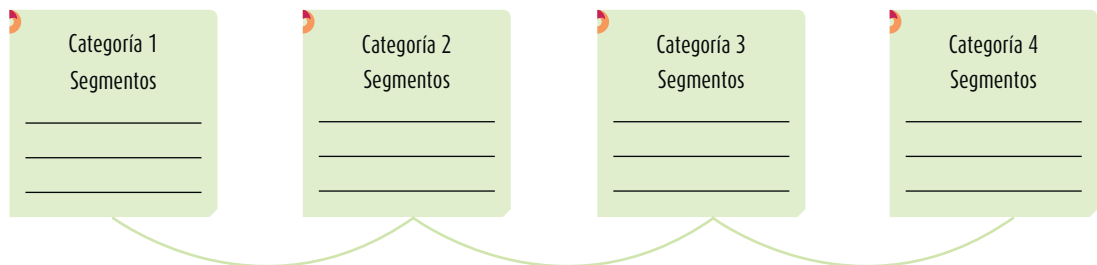 Categoría 1
Segmentos
Categoría 2
Segmentos
Categoría 3
Segmentos
Categoría 4
Segmentos